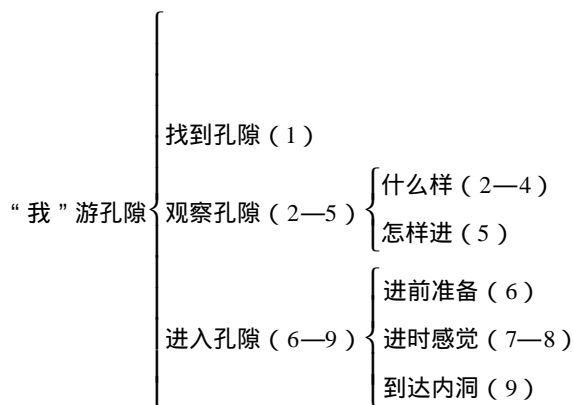 找到孔隙（1）
“我”游孔隙
观察孔隙（2—5）
什么样（2—4）
怎样进（5）
进入孔隙（6—9）
进前准备（6）
进时感觉（7—8）
到达内洞（9）